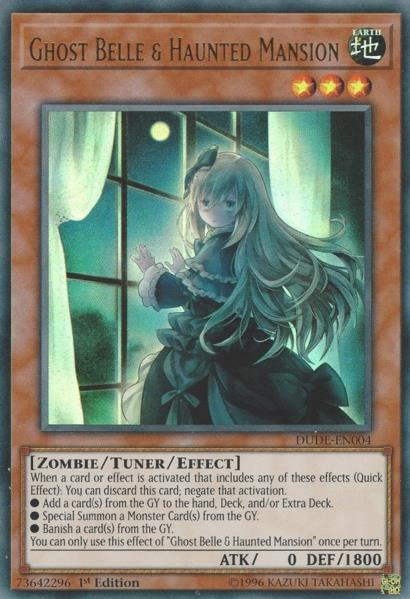 GHOST BELLE & HAUNTED MANSION
EARTH
地
DUDE-EN004
[ZOMBIE/TUNER/EFFECT]
When a card or effect is activated that includes any of these effects (Quick
Effect): You can discard this card; negate that activation.
● Add a card(s) from the GY to the hand, Deck, and/or Extra Deck.
● Special Summon a Monster Card(s) from the GY.
● Banish a card(s) from the GY.
You can only use this effect of "Ghost Belle & Haunted Mansion" once per turn.
ATK/ 0 DEF/1800
73642296 1st Edition ©1996 KAZUKI TAKAHASHI